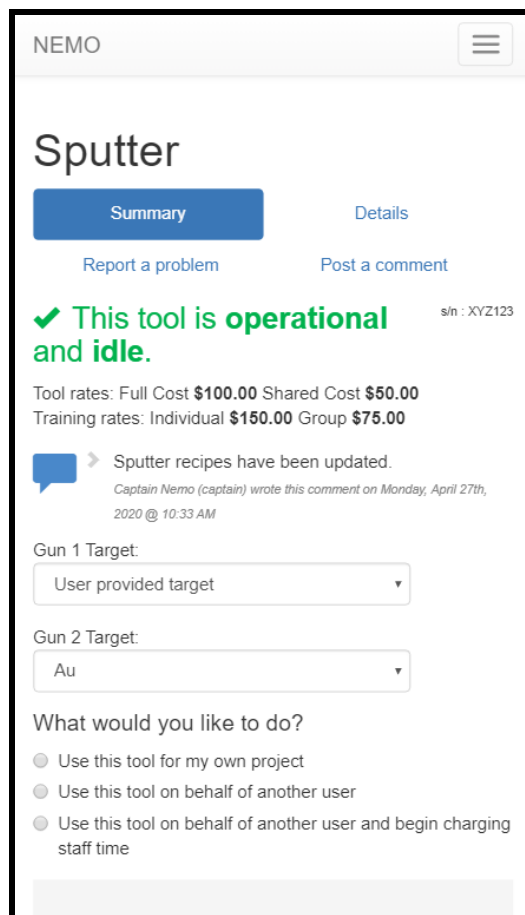 NEMO
Sputter
Summary
Details
Report a problem
Post a comment
This tool is operational
and idle.
s/n : XYZ123
Tool rates: Full Cost $100.00 Shared Cost $50.00
Training rates: Individual $150.00 Group $75.00
Sputter recipes have been updated.
Captain Nemo (captain) wrote this comment on Monday, April 27th,
2020 @ 10:33 AM
Gun 1 Target:
User provided target
Gun 2 Target:
Au
What would you like to do?
Use this tool for my own project
Use this tool on behalf of another user
Use this tool on behalf of another user and begin charging
staff time